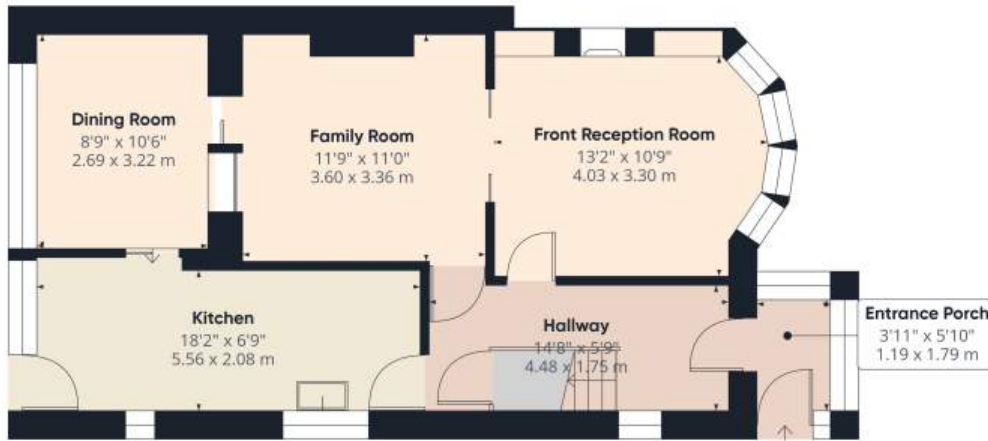 Dining Room
8'9" x 10'6"
2.69 x 3.22 m
Family Room
11'9" x 11'0"
3.60 x 3.36 m
Front Reception Room
13'2" x 10'9"
4.03 x 3.30 m
Kitchen
18'2" x 6'9"
5.56 x 2.08 m
Hallway
14'8" x 5'9"
4.48 x 1.75 m
Entrance Porch
3'11" x 5'10"
1.19 x 1.79 m